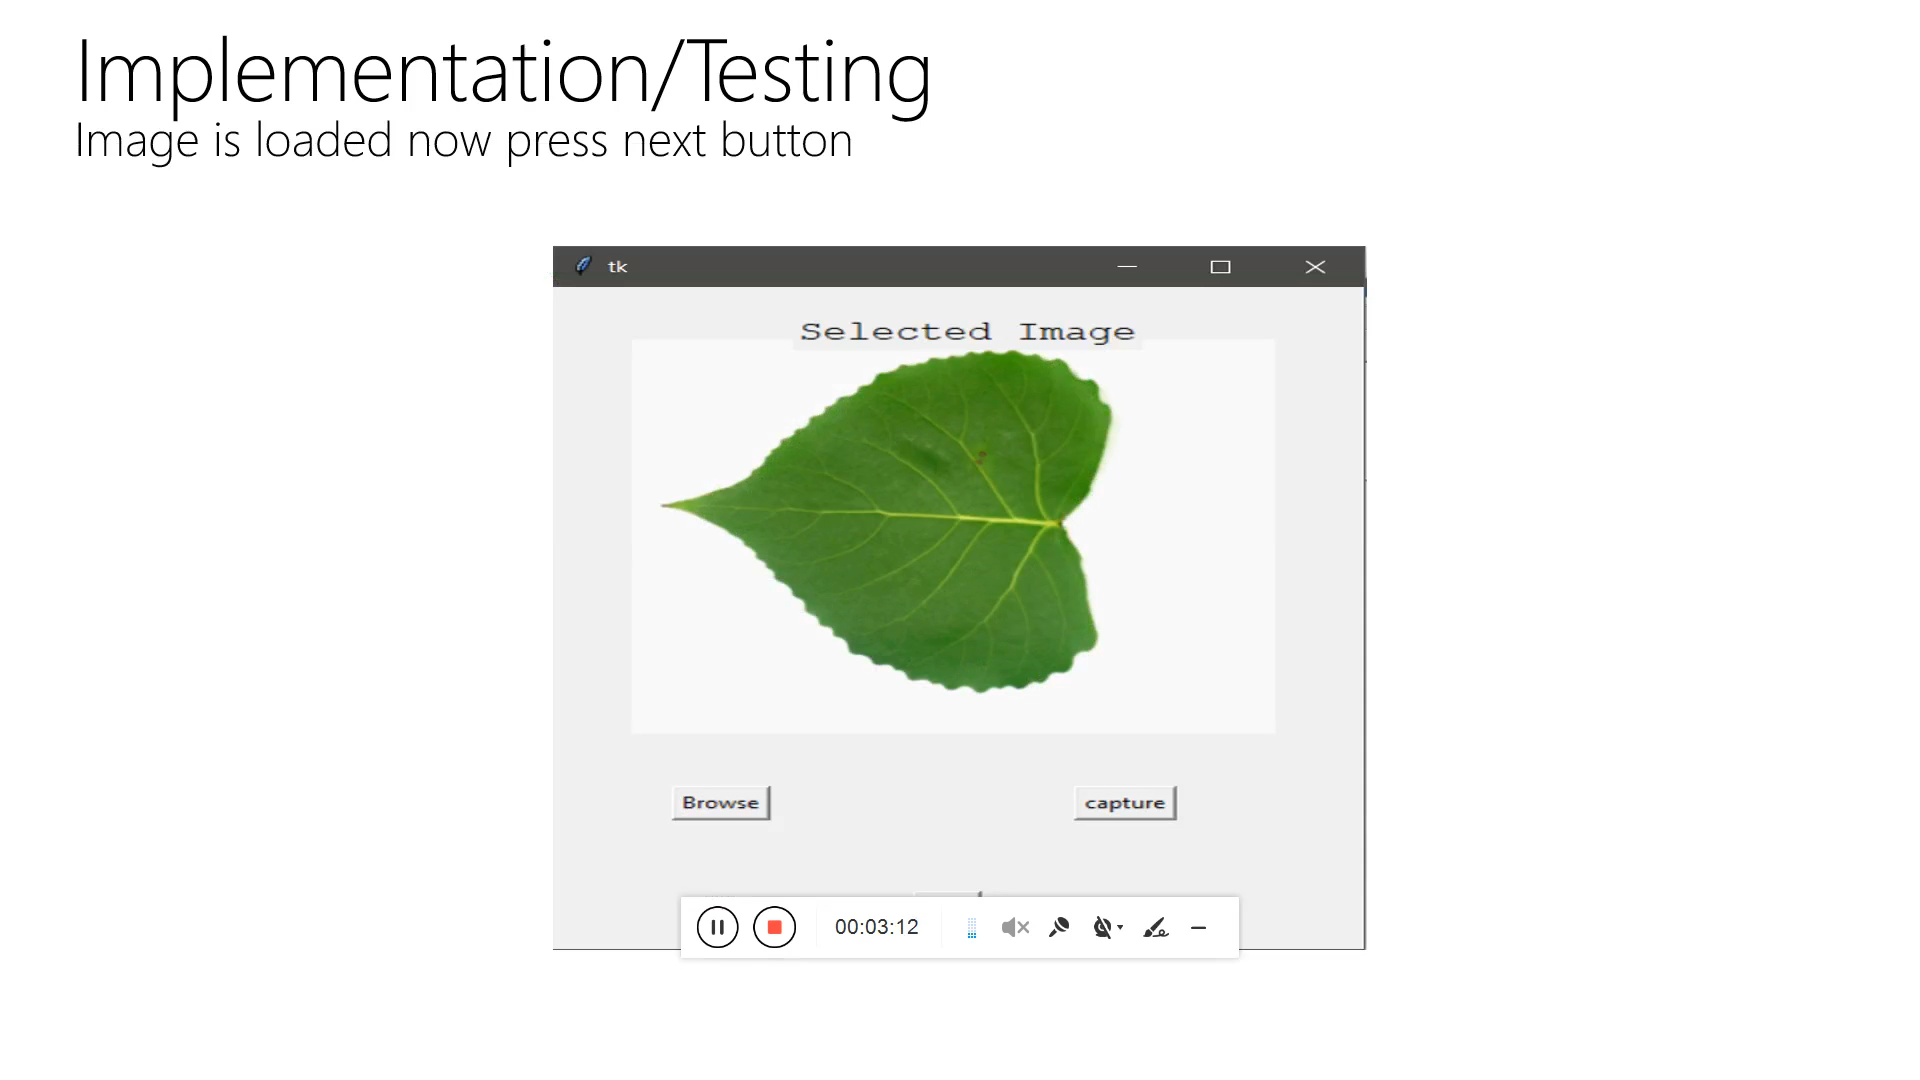 Implementation/Testing
Image is loaded now press next button
tk
Selected Image
Browse
capture
00:03:12